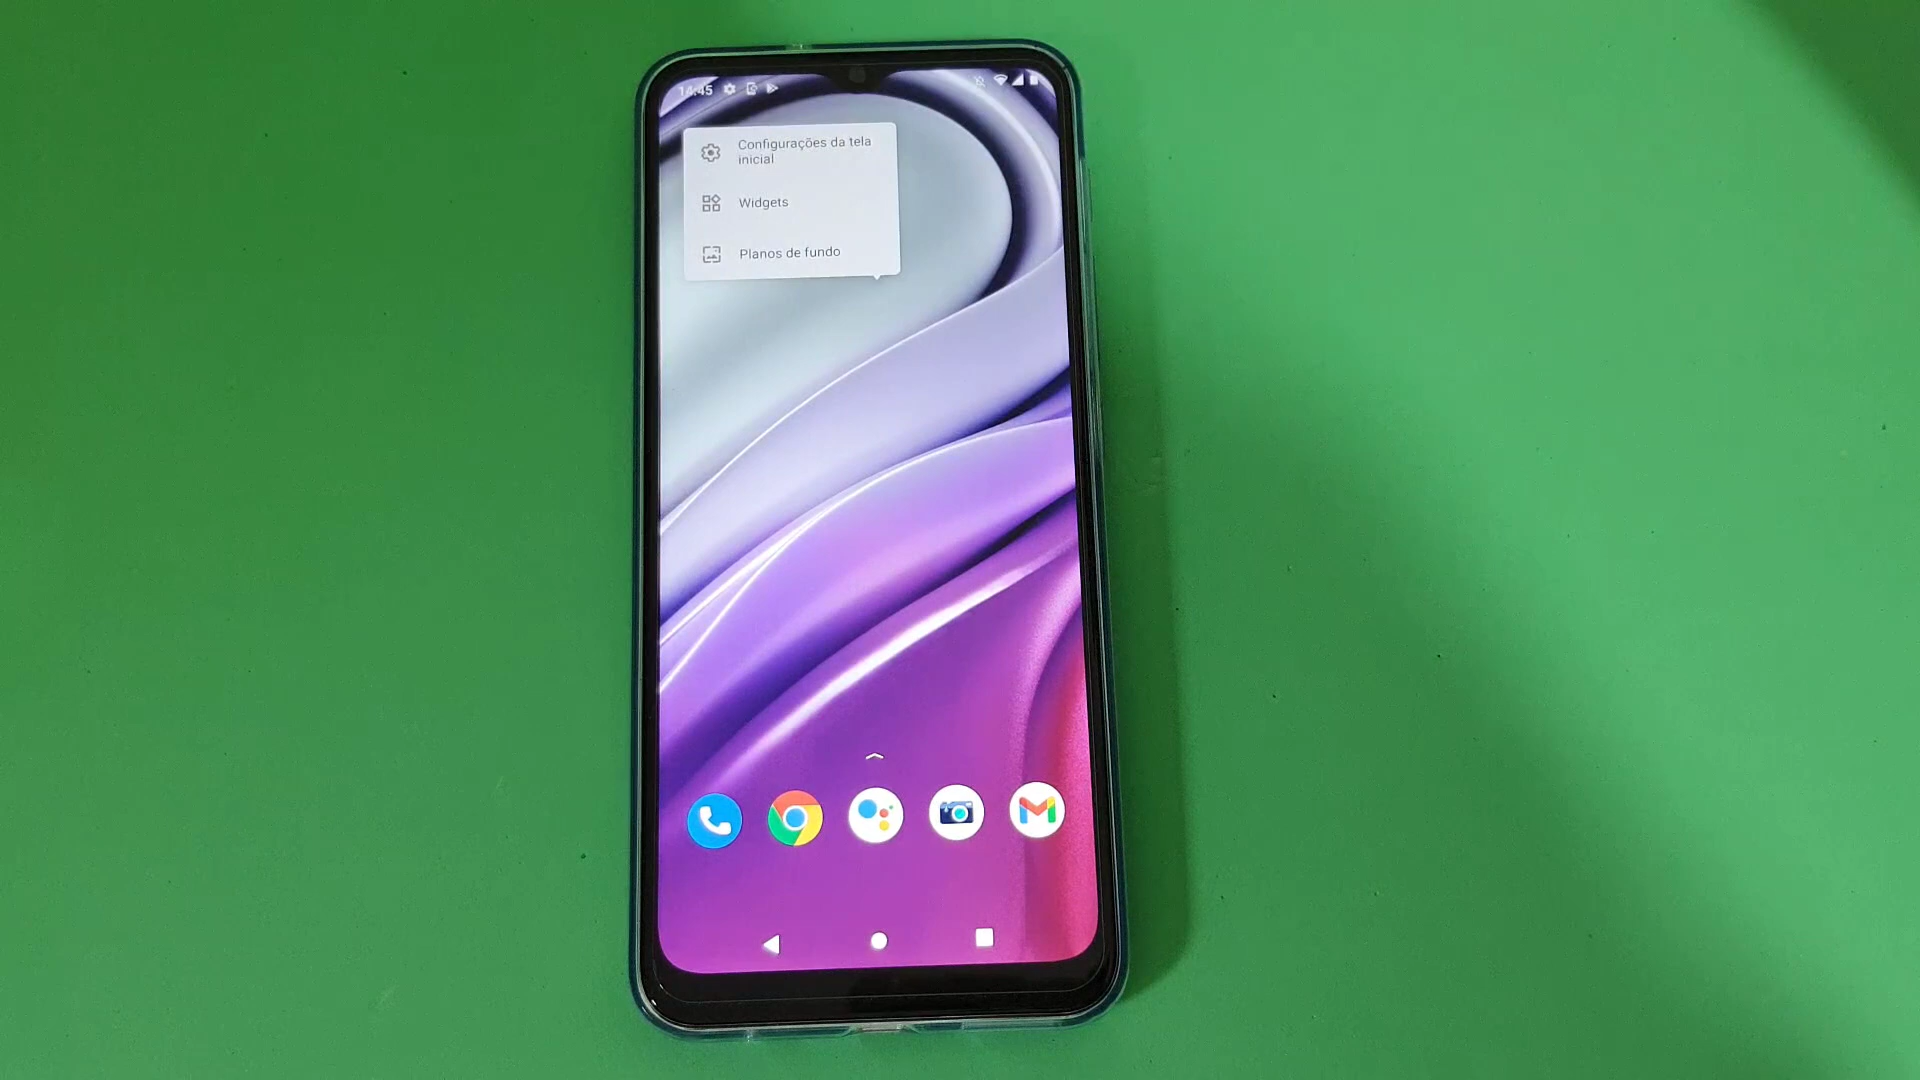 14:45
Configurações da tela
inicial
Widgets
Planos de fundo